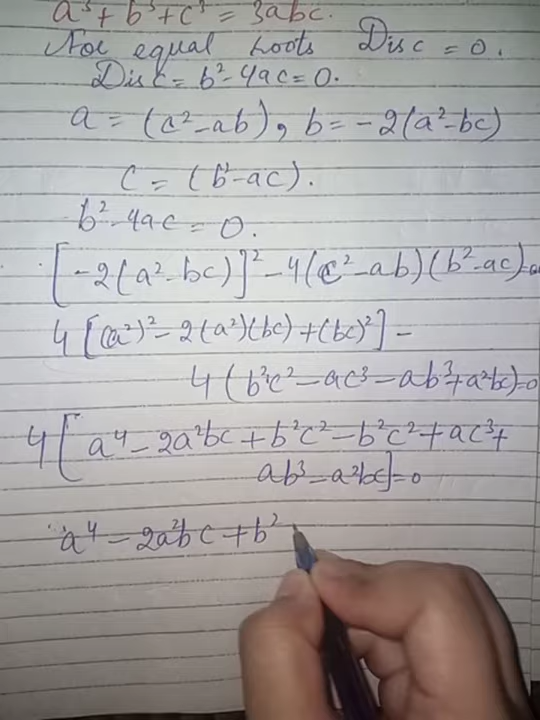 a³ + b³ + c³ = 3abc.
For equal roots Disc = 0.
Disc = b² - 4ac = 0.
a = (c² - ab), b = -2(a² - bc)
c = (b² - ac).
b² - 4ac = 0.
[-2(a² - bc)]² - 4(c² - ab)(b² - ac) = 0
4[(a²)² - 2(a²)(bc) + (bc)²] -
4(b²c² - ac³ - ab³ + a²bc) = 0
4[a⁴ - 2a²bc + b²c² - b²c² + ac³ +
ab³ - a²bc] = 0
a⁴ - 2a²bc + b²